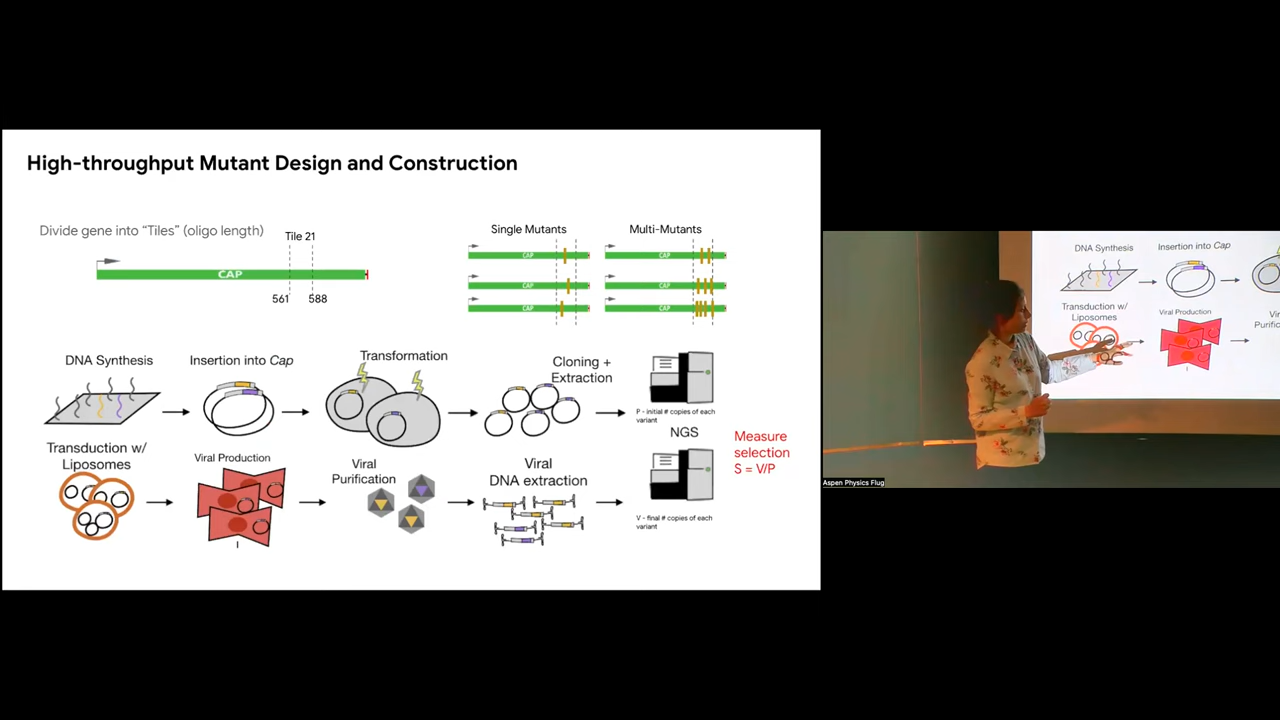 High-throughput Mutant Design and Construction
Divide gene into “Tiles” (oligo length)
Tile 21
CAP
561
588
Single Mutants
Multi-Mutants
CAP
CAP
CAP
CAP
CAP
CAP
DNA Synthesis
Insertion into Cap
Transformation
Cloning +
Extraction
P - initial # copies of each
variant
NGS
Transduction w/
Liposomes
Viral Production
I
Viral
Purification
Viral
DNA extraction
V - final # copies of each
variant
Measure
selection
S = V/P
DNA Synthesis
Insertion into Cap
Transduction w/
Liposomes
Viral Production
I
Aspen Physics Flug